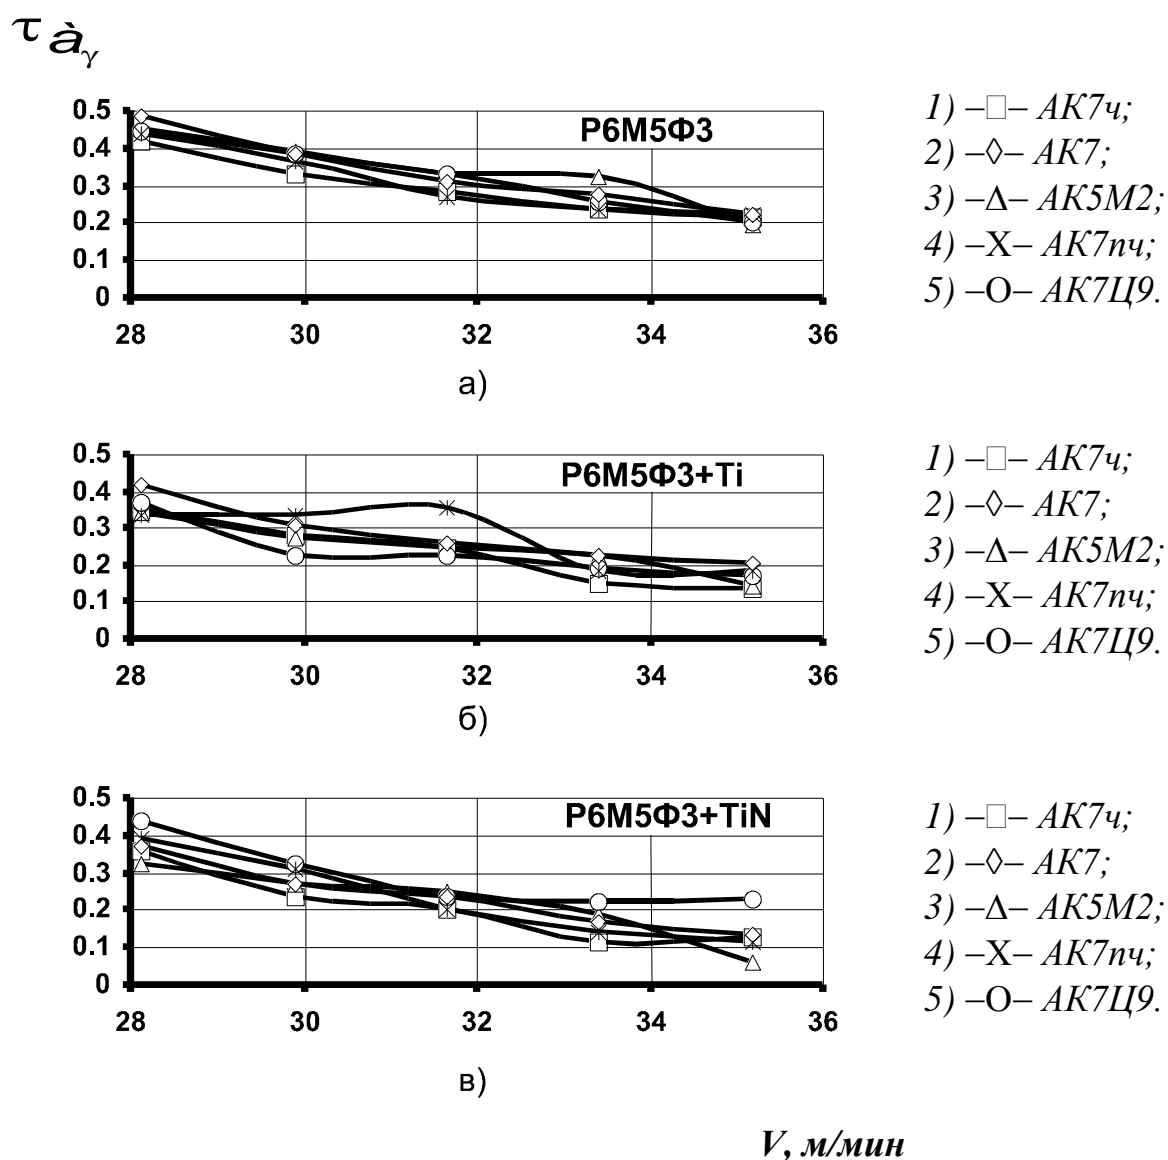 τ à γ
0.5
0.4
0.3
0.2
0.1
0
Р6М5Ф3
28 30 32 34 36
а)
1) –□– АК7ч;
2) –◊– АК7;
3) –Δ– АК5М2;
4) –Х– АК7пч;
5) –О– АК7Ц9.
0.5
0.4
0.3
0.2
0.1
0
Р6М5Ф3+Ti
28 30 32 34 36
б)
1) –□– АК7ч;
2) –◊– АК7;
3) –Δ– АК5М2;
4) –Х– АК7пч;
5) –О– АК7Ц9.
0.5
0.4
0.3
0.2
0.1
0
Р6М5Ф3+TiN
28 30 32 34 36
в)
1) –□– АК7ч;
2) –◊– АК7;
3) –Δ– АК5М2;
4) –Х– АК7пч;
5) –О– АК7Ц9.
V, м/мин